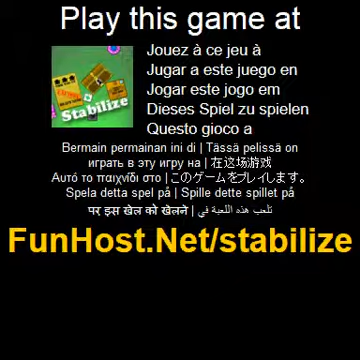 Play this game at
Stabilize
Jouez à ce jeu à
Jugar a este juego en
Jogar este jogo em
Dieses Spiel zu spielen
Questo gioco a
Bermain permainan ini di | Tässä pelissä on
играть в эту игру на | 在这场游戏
Αυτό το παιχνίδι στο | このゲームをプレイします。
Spela detta spel på | Spille dette spillet på
पर इस खेल को खेलने | تلعب هذه اللعبة في
FunHost.Net/stabilize